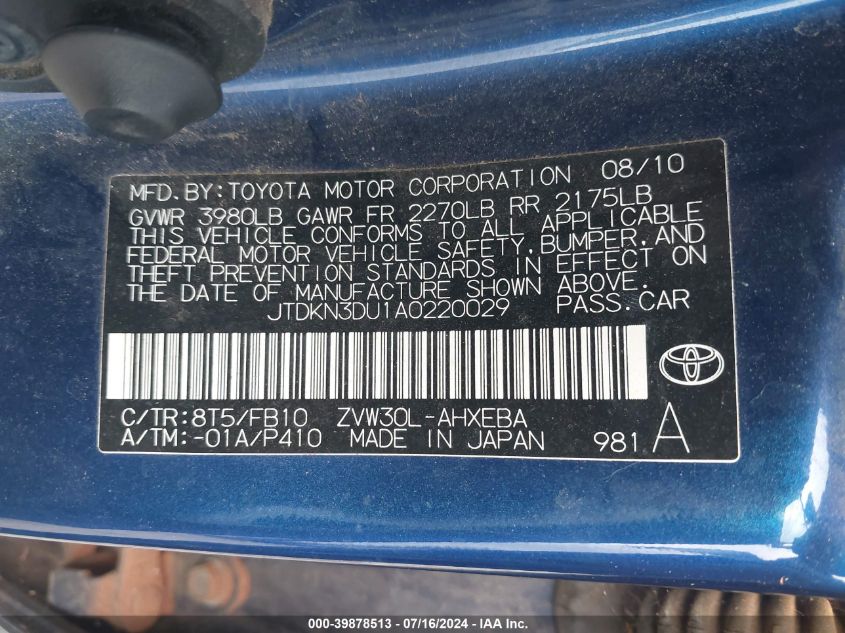 MFD. BY: TOYOTA MOTOR CORPORATION 08/10
GVWR 3980LB GAWR FR 2270LB RR 2175LB
THIS VEHICLE CONFORMS TO ALL APPLICABLE
FEDERAL MOTOR VEHICLE SAFETY, BUMPER, AND
THEFT PREVENTION STANDARDS IN EFFECT ON
THE DATE OF MANUFACTURE SHOWN ABOVE.
JTDKN3DU1A0220029 PASS. CAR
C/TR: 8T5/FB10 ZVW30L-AHXEBA
A/TM: -01A/P410 MADE IN JAPAN 981 A
000-39878513 - 07/16/2024 - IAA Inc.